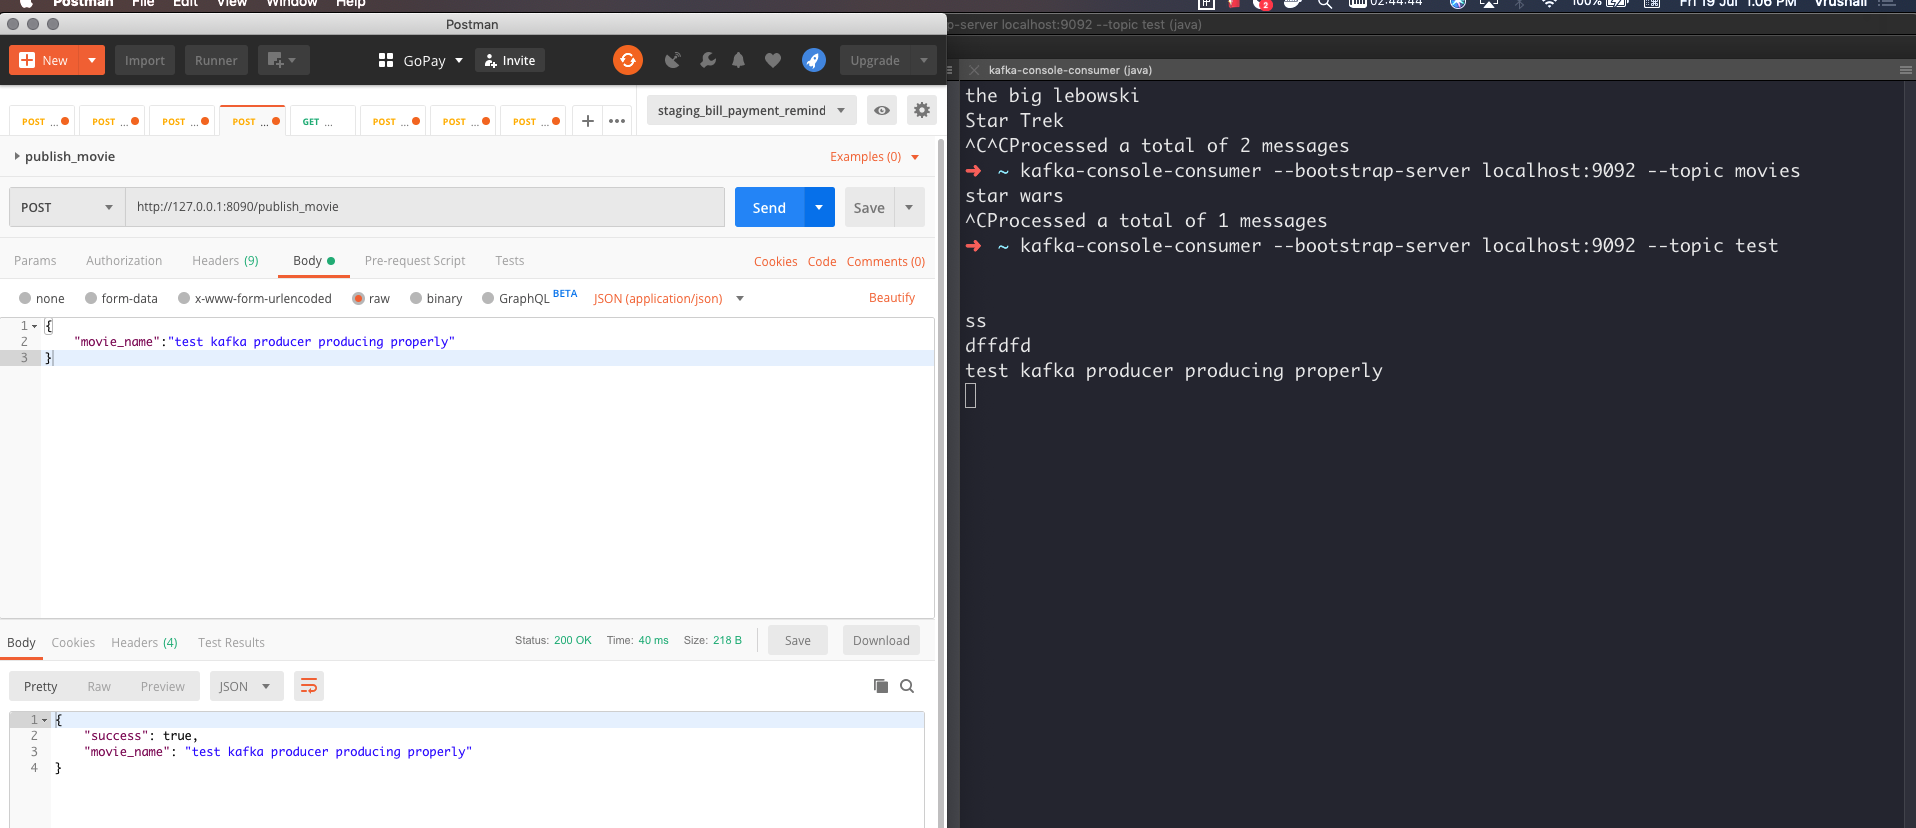 Postman File Edit View Window Help
2 02:44:44 100% Fri 19 Jul 1:06 PM Vrushali
Postman
p-server localhost:9092 --topic test (java)
New Import Runner GoPay Invite Upgrade
POST ... POST ... POST ... POST ... GET ... POST ... POST ... POST ... + ••• staging_bill_payment_remind
publish_movie Examples (0)
POST http://127.0.0.1:8090/publish_movie Send Save
Params Authorization Headers (9) Body Pre-request Script Tests Cookies Code Comments (0)
none form-data x-www-form-urlencoded raw binary GraphQL BETA JSON (application/json) Beautify
1 {
2 "movie_name":"test kafka producer producing properly"
3 }
Body Cookies Headers (4) Test Results Status: 200 OK Time: 40 ms Size: 218 B Save Download
Pretty Raw Preview JSON
1 {
2 "success": true,
3 "movie_name": "test kafka producer producing properly"
4 }
kafka-console-consumer (java)
the big lebowski
Star Trek
^C^CProcessed a total of 2 messages
➜ ~ kafka-console-consumer --bootstrap-server localhost:9092 --topic movies
star wars
^CProcessed a total of 1 messages
➜ ~ kafka-console-consumer --bootstrap-server localhost:9092 --topic test
ss
dffdfd
test kafka producer producing properly